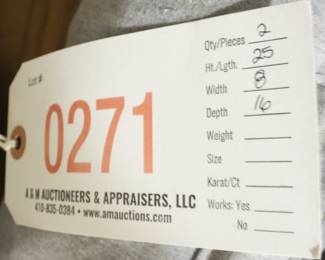 Lot #
0271
A & M AUCTIONEERS & APPRAISERS, LLC
410-835-0384 • www.amauctions.com
Qty/Pieces 2
Ht./Lgth. 25
Width 8
Depth 16
Weight
Size
Karat/Ct
Works: Yes
No